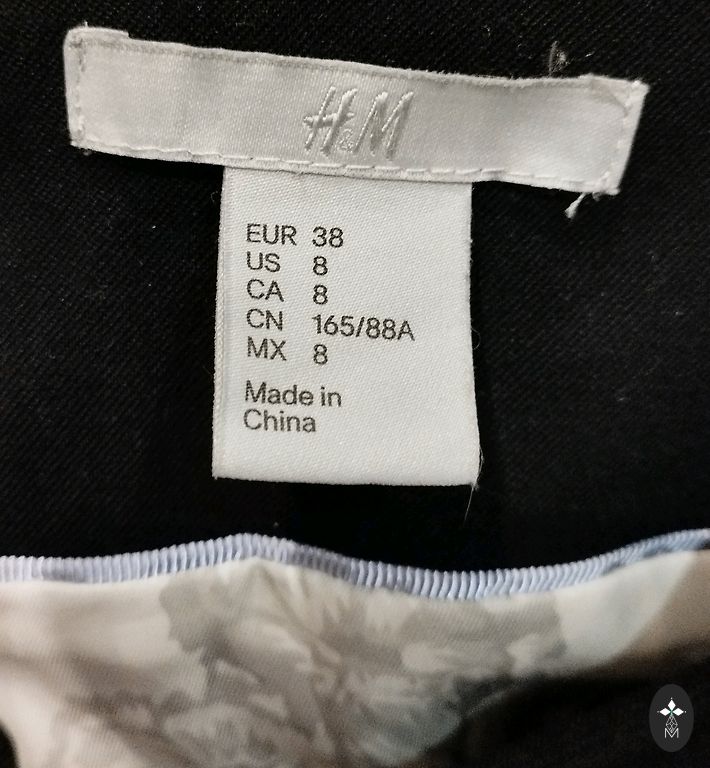 H&M
EUR 38
US 8
CA 8
CN 165/88A
MX 8
Made in
China
M